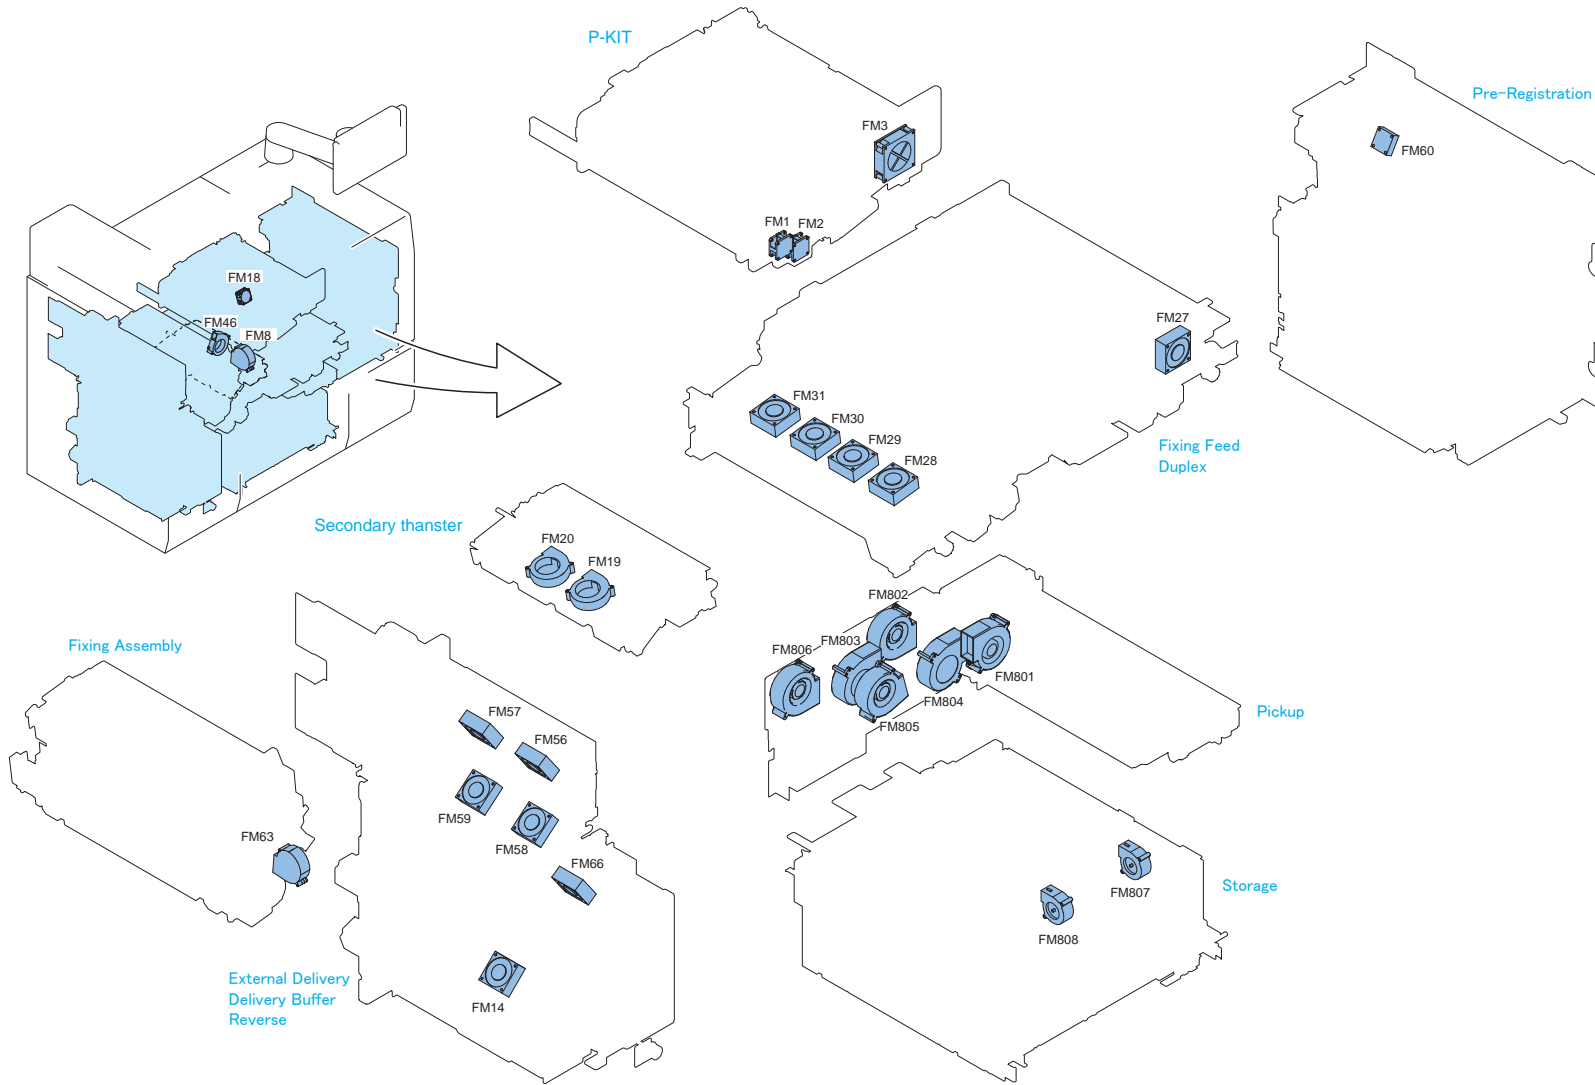 P-KIT
FM3
FM1
FM2
Pre-Registration
FM60
FM18
FM46
FM8
FM27
FM31
FM30
FM29
FM28
Fixing Feed
Duplex
Secondary thanster
FM20
FM19
FM802
FM803
FM806
FM801
FM804
FM805
Pickup
Fixing Assembly
FM63
FM57
FM56
FM59
FM58
FM66
FM14
External Delivery
Delivery Buffer
Reverse
FM807
FM808
Storage